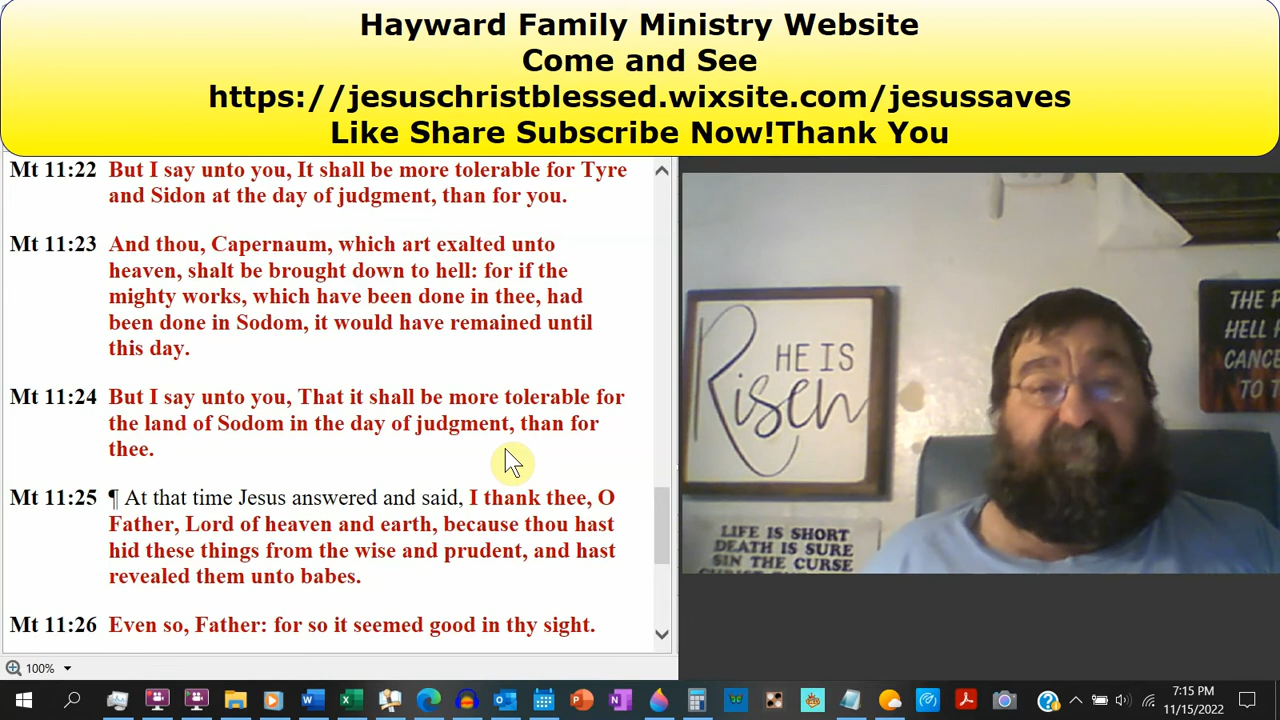 Hayward Family Ministry Website
Come and See
https://jesuschristblessed.wixsite.com/jesussaves
Like Share Subscribe Now!Thank You
Mt 11:22 But I say unto you, It shall be more tolerable for Tyre
and Sidon at the day of judgment, than for you.
Mt 11:23 And thou, Capernaum, which art exalted unto
heaven, shalt be brought down to hell: for if the
mighty works, which have been done in thee, had
been done in Sodom, it would have remained until
this day.
Mt 11:24 But I say unto you, That it shall be more tolerable for
the land of Sodom in the day of judgment, than for
thee.
Mt 11:25 ¶ At that time Jesus answered and said, I thank thee, O
Father, Lord of heaven and earth, because thou hast
hid these things from the wise and prudent, and hast
revealed them unto babes.
Mt 11:26 Even so, Father: for so it seemed good in thy sight.
HE IS
Risen
THE
HELL
CANCE
TO
LIFE IS SHORT
DEATH IS SURE
SIN THE CURSE
100%
7:15 PM
11/15/2022